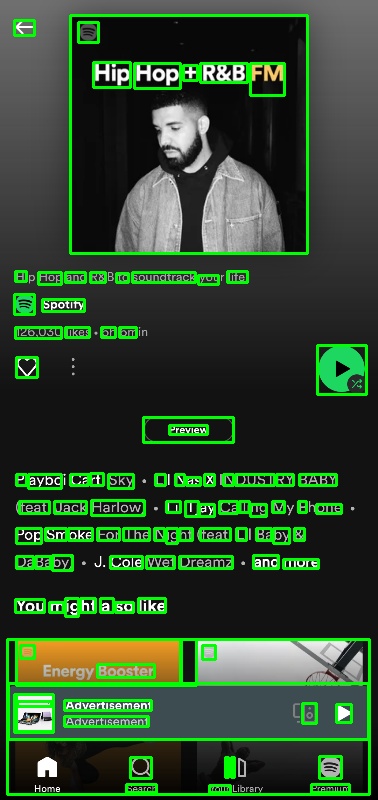 Hip Hop + R&B FM
Hip Hop and R&B to soundtrack your life
Spotify
126,030 likes • 6h 6min
Preview
Playboi Carti Sky • Lil Nas X INDUSTRY BABY
(feat. Jack Harlow) • Lil Tjay Calling My Phone •
Pop Smoke For The Night (feat. Lil Baby &
DaBaby) • J. Cole Wet Dreamz • and more
You might also like
Energy Booster
Advertisement
Advertisement
Home Search Your Library Premium